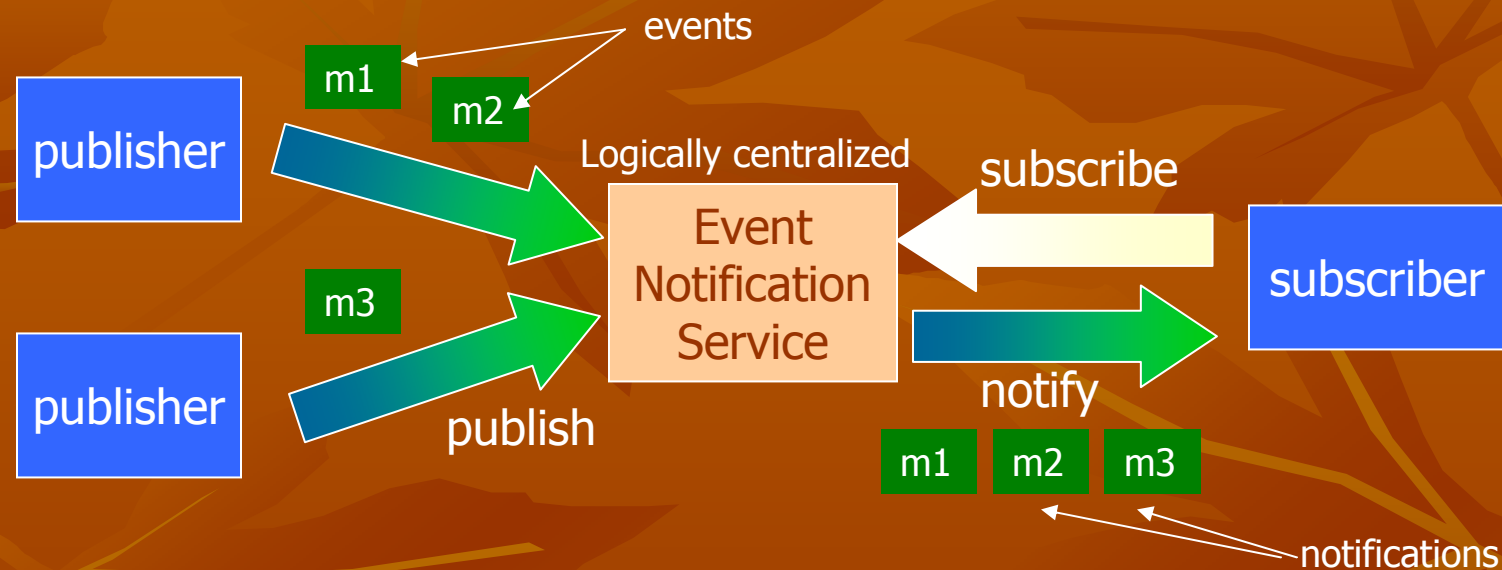 events
m1
m2
publisher
Logically centralized
subscribe
Event
Notification
Service
subscriber
m3
publisher
publish
notify
m1
m2
m3
notifications